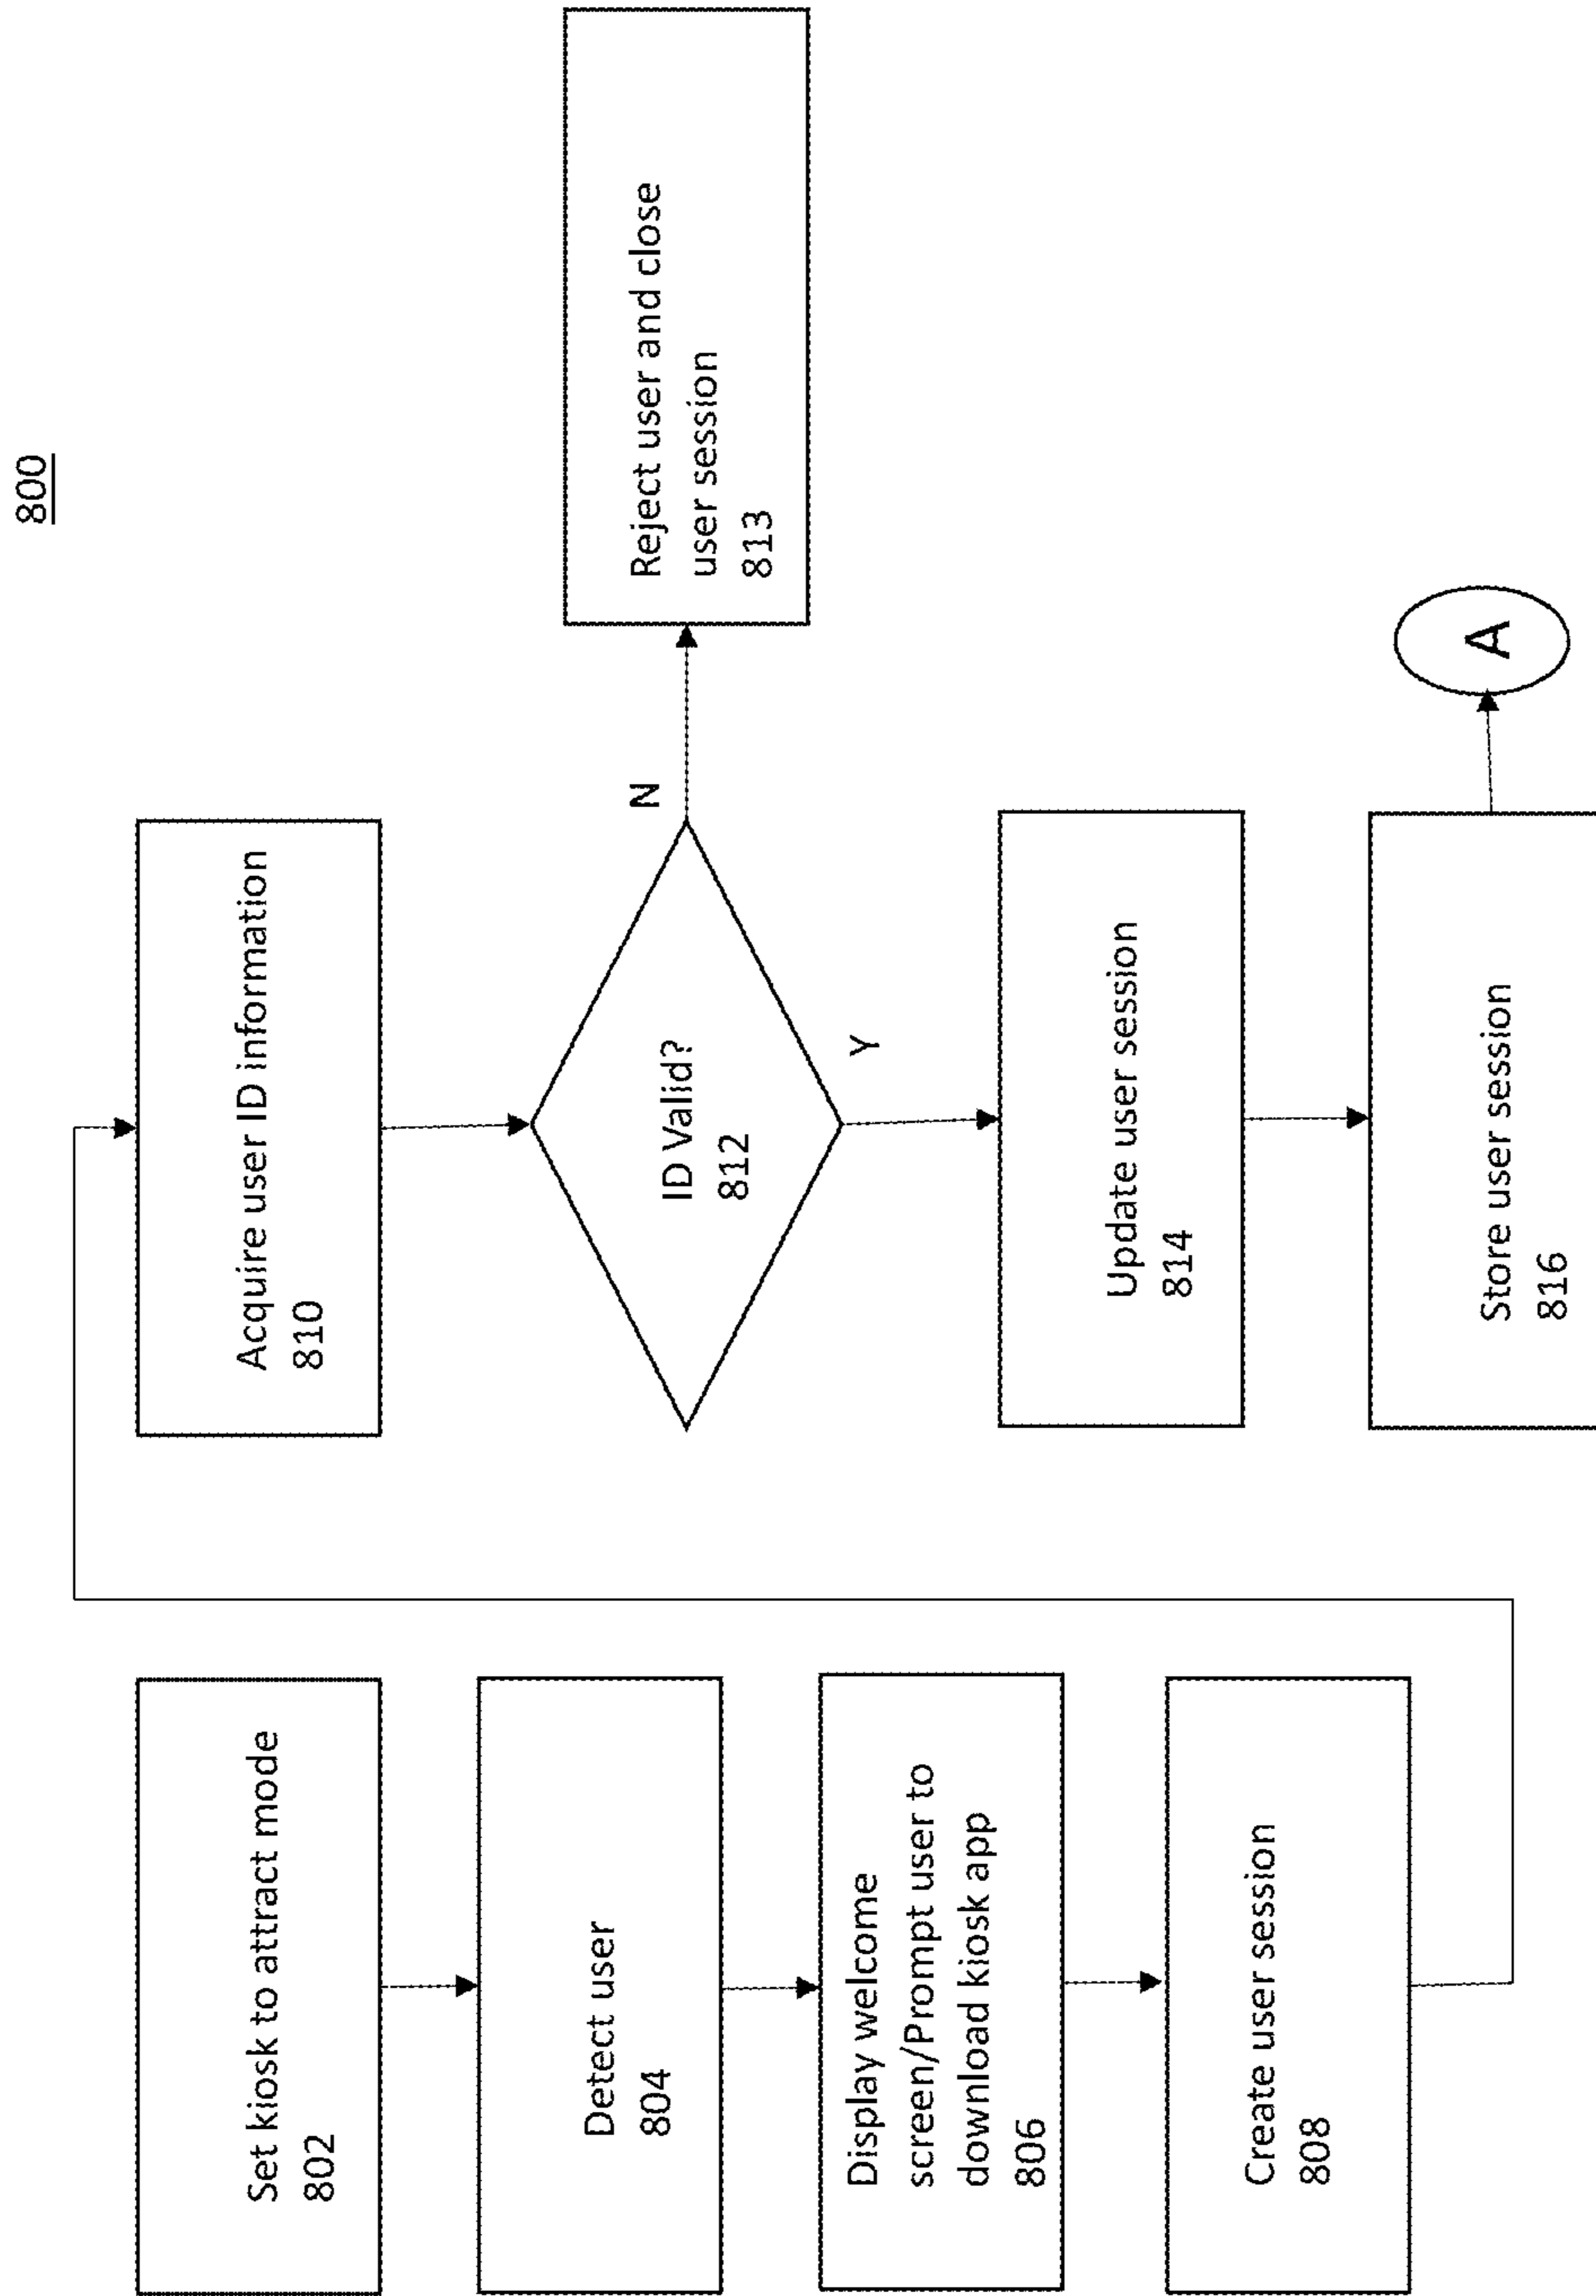 800
Set kiosk to attract mode
802
Detect user
804
Display welcome
screen/Prompt user to
download kiosk app
806
Create user session
808
Acquire user ID information
810
ID Valid?
812
N
Reject user and close
user session
813
Y
Update user session
814
Store user session
816
A